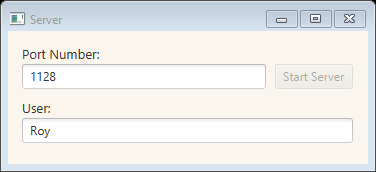 Server
Port Number:
1128
Start Server
User:
Roy